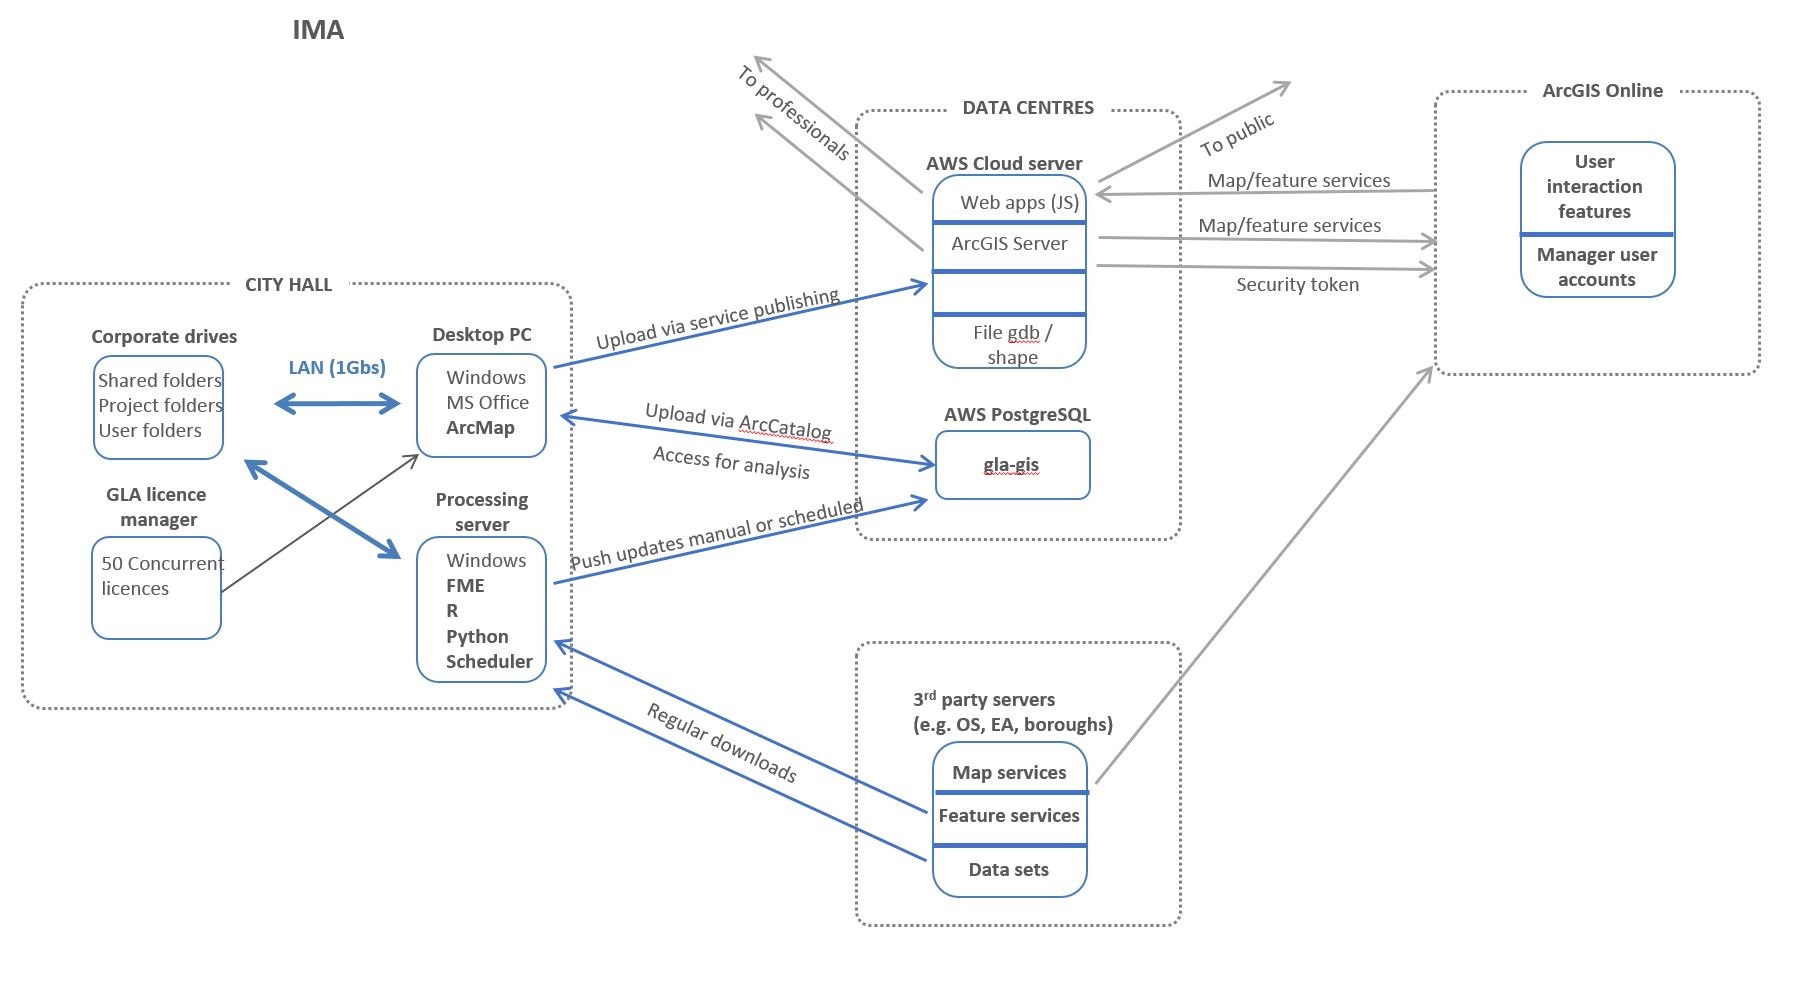 IMA
To professionals
DATA CENTRES
AWS Cloud server
Web apps (JS)
ArcGIS Server
File gdb /
shape
To public
Map/feature services
Map/feature services
Security token
ArcGIS Online
User
interaction
features
Manager user
accounts
CITY HALL
Corporate drives
Shared folders
Project folders
User folders
LAN (1Gbs)
Desktop PC
Windows
MS Office
ArcMap
Upload via service publishing
Upload via ArcCatalog
Access for analysis
AWS PostgreSQL
gla-gis
GLA licence
manager
50 Concurrent
licences
Processing
server
Windows
FME
R
Python
Scheduler
Push updates manual or scheduled
Regular downloads
3rd party servers
(e.g. OS, EA, boroughs)
Map services
Feature services
Data sets